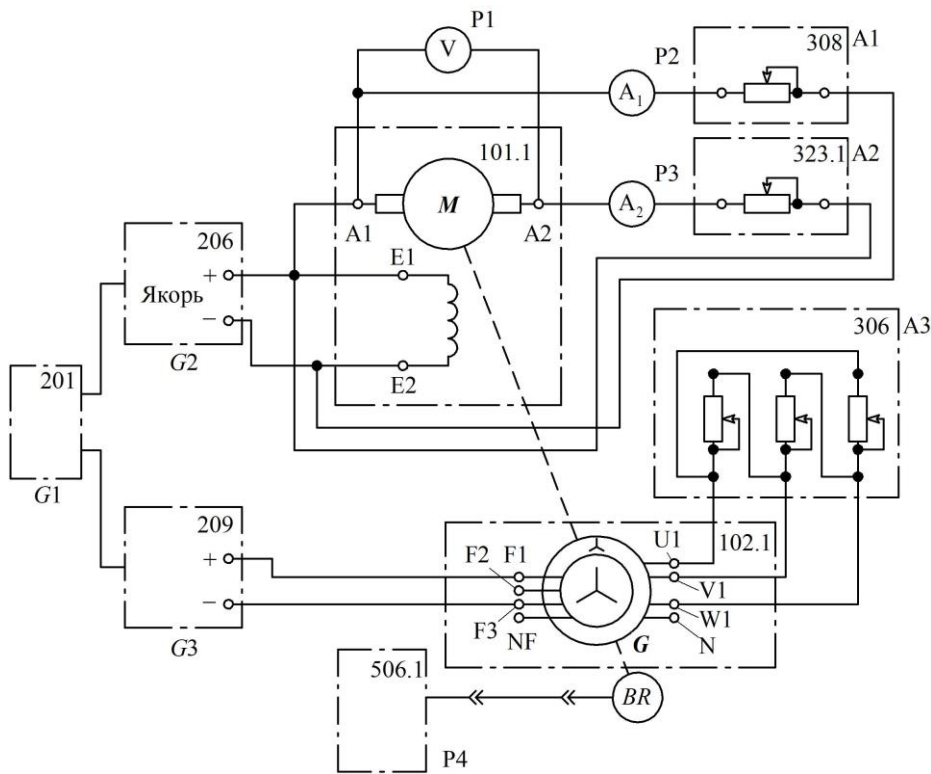 P1
V
P2
308
A1
A₁
101.1
P3
323.1
A2
M
A₂
A1
A2
206
+
Якорь
−
G2
E1
E2
306
A3
201
G1
209
+
−
G3
F2
F1
F3
NF
U1
102.1
V1
W1
N
G
506.1
BR
P4